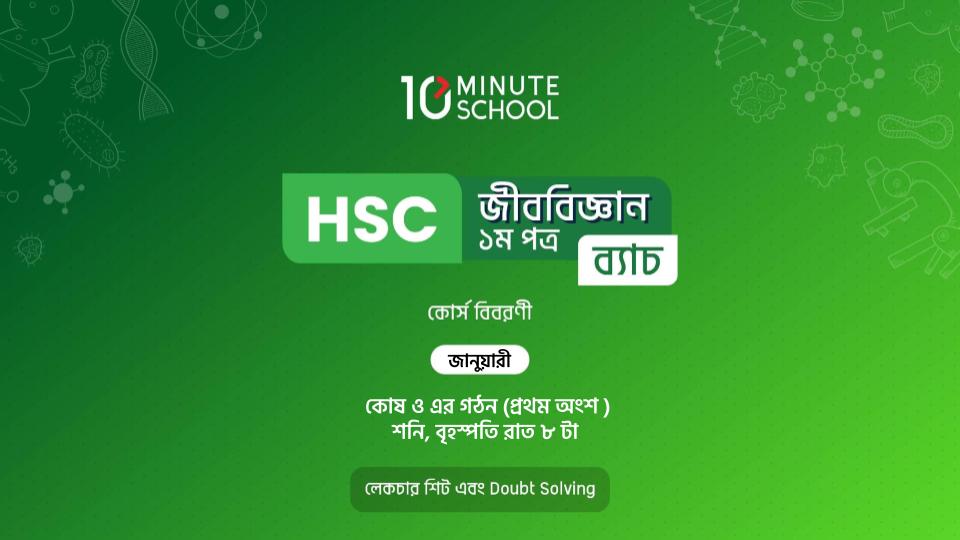 10 MINUTE SCHOOL
HSC
জীববিজ্ঞান
১ম পত্র
ব্যাচ
কোর্স বিবরণী
জানুয়ারী
কোষ ও এর গঠন (প্রথম অংশ )
শনি, বৃহস্পতি রাত ৮ টা
লেকচার শিট এবং Doubt Solving